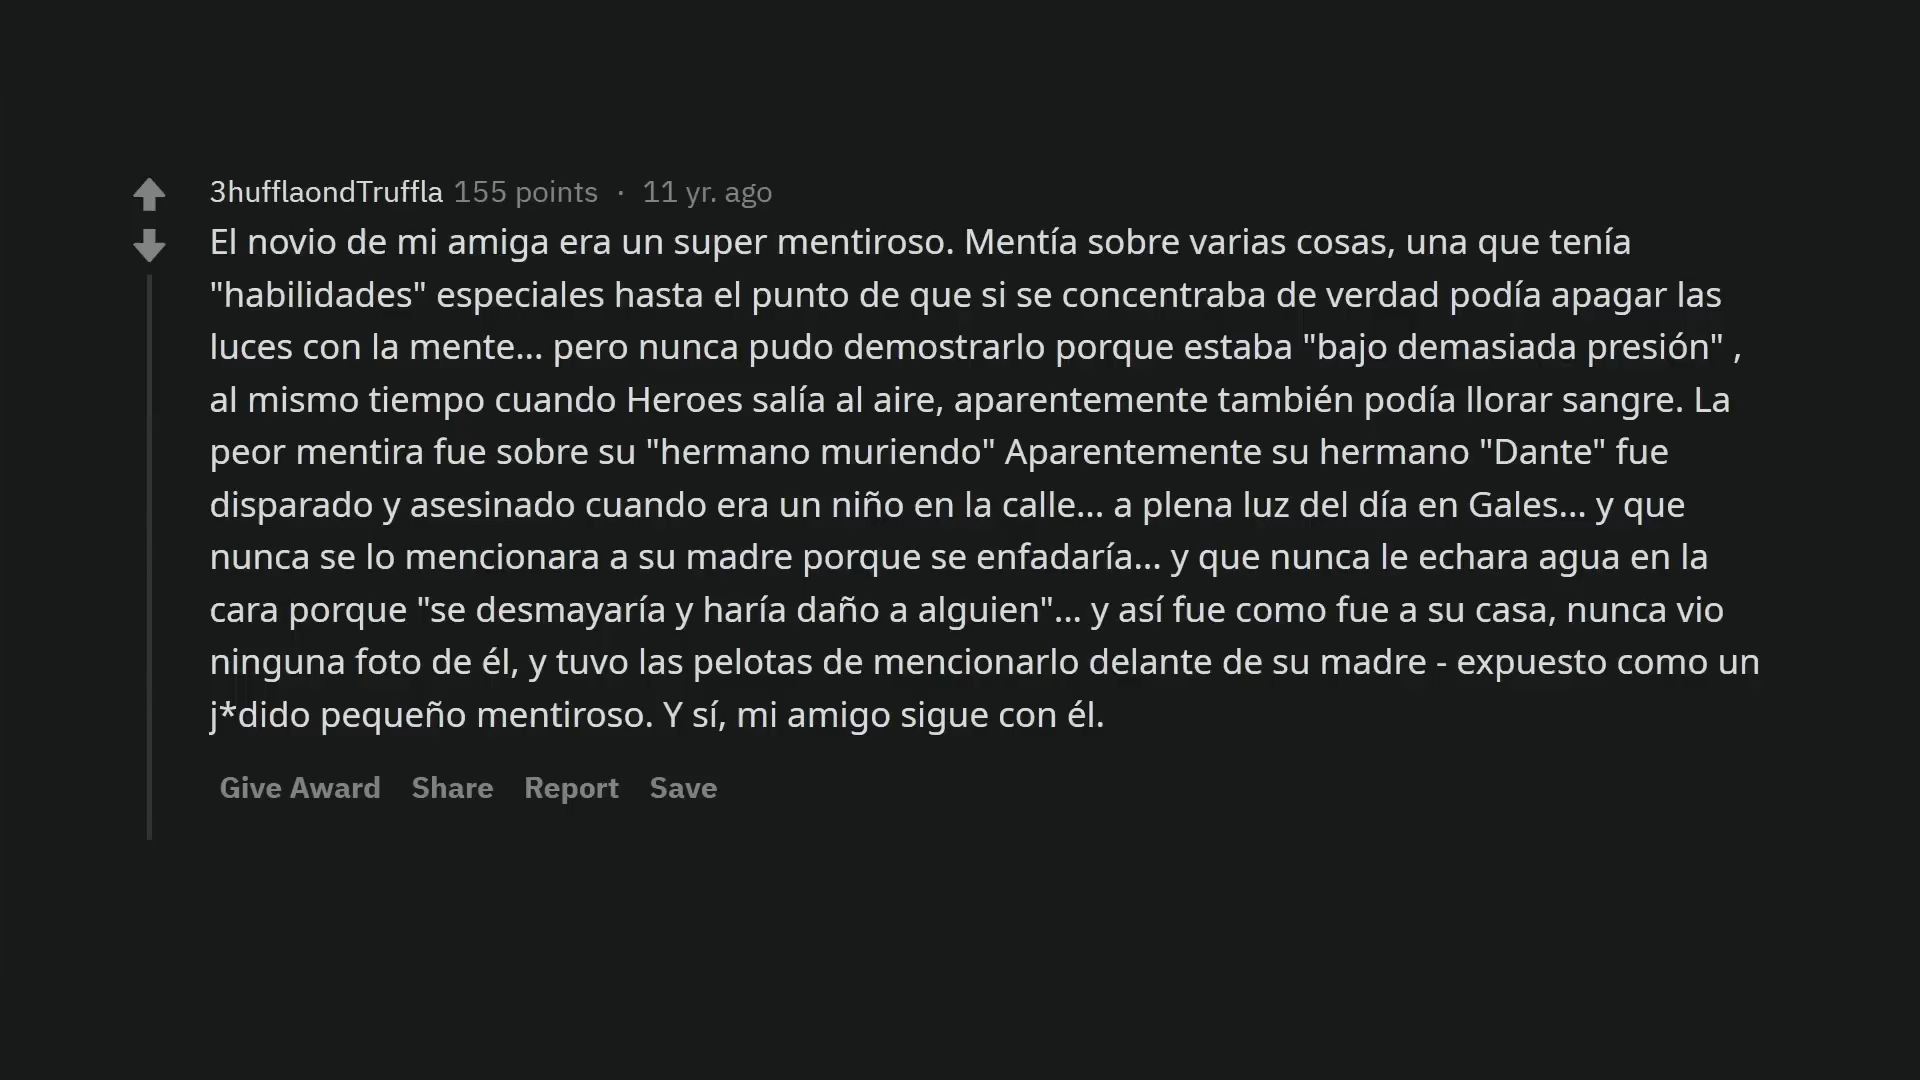 3hufflaondTruffla 155 points · 11 yr. ago
El novio de mi amiga era un super mentiroso. Mentía sobre varias cosas, una que tenía
"habilidades" especiales hasta el punto de que si se concentraba de verdad podía apagar las
luces con la mente... pero nunca pudo demostrarlo porque estaba "bajo demasiada presión" ,
al mismo tiempo cuando Heroes salía al aire, aparentemente también podía llorar sangre. La
peor mentira fue sobre su "hermano muriendo" Aparentemente su hermano "Dante" fue
disparado y asesinado cuando era un niño en la calle... a plena luz del día en Gales... y que
nunca se lo mencionara a su madre porque se enfadaría... y que nunca le echara agua en la
cara porque "se desmayaría y haría daño a alguien"... y así fue como fue a su casa, nunca vio
ninguna foto de él, y tuvo las pelotas de mencionarlo delante de su madre - expuesto como un
j*dido pequeño mentiroso. Y sí, mi amigo sigue con él.
Give Award Share Report Save